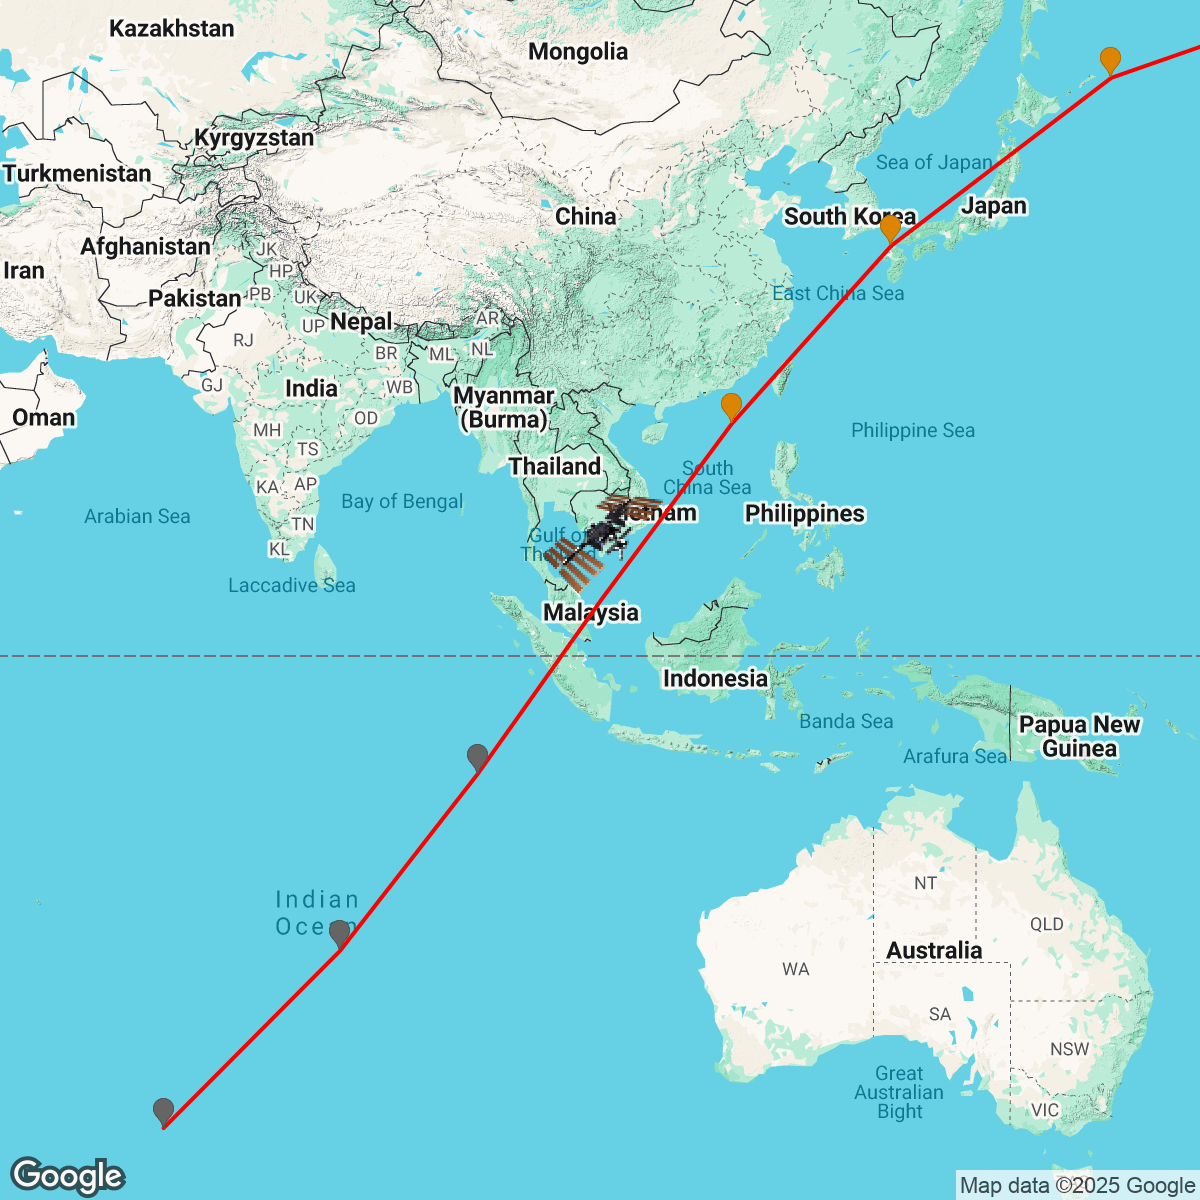 Kazakhstan
Mongolia
Kyrgyzstan
Turkmenistan
Sea of Japan
Japan
China
South Korea
Afghanistan
JK
Iran
HP
Pakistan
PB
UK
East China Sea
Nepal
AR
UP
RJ
ML
NL
BR
GJ
India
WB
Myanmar
(Burma)
Oman
OD
MH
TS
Philippine Sea
Thailand
South
China Sea
KA
AP
Bay of Bengal
Arabian Sea
TN
Philippines
KL
Gulf of
Laccadive Sea
Malaysia
Indonesia
Banda Sea
Papua New
Guinea
Arafura Sea
NT
Indian
Ocean
QLD
Australia
WA
SA
NSW
Great
Australian
Bight
VIC
Google
Map data ©2025 Google